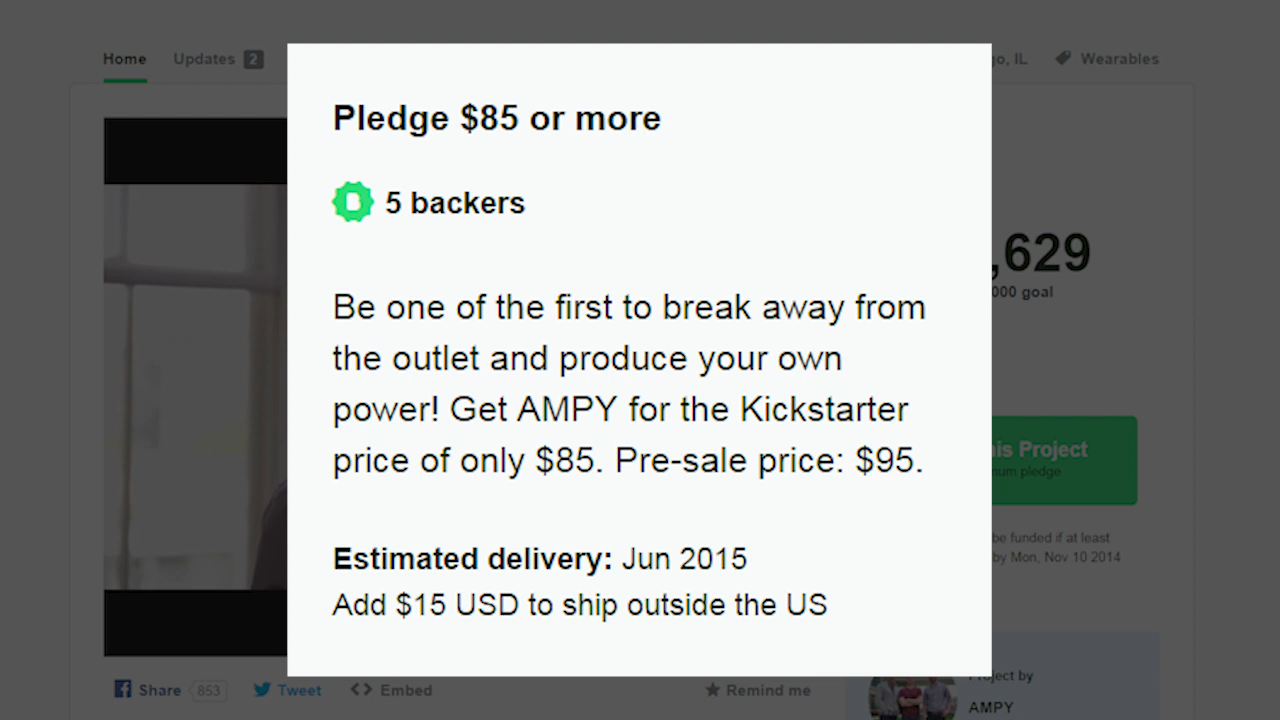 Home Updates 2
go, IL Wearables
Pledge $85 or more
5 backers
,629
000 goal
Be one of the first to break away from
the outlet and produce your own
power! Get AMPY for the Kickstarter
price of only $85. Pre-sale price: $95.
his Project
num pledge
be funded if at least
by Mon, Nov 10 2014
Estimated delivery: Jun 2015
Add $15 USD to ship outside the US
Share 853 Tweet Embed Remind me
Project by
AMPY